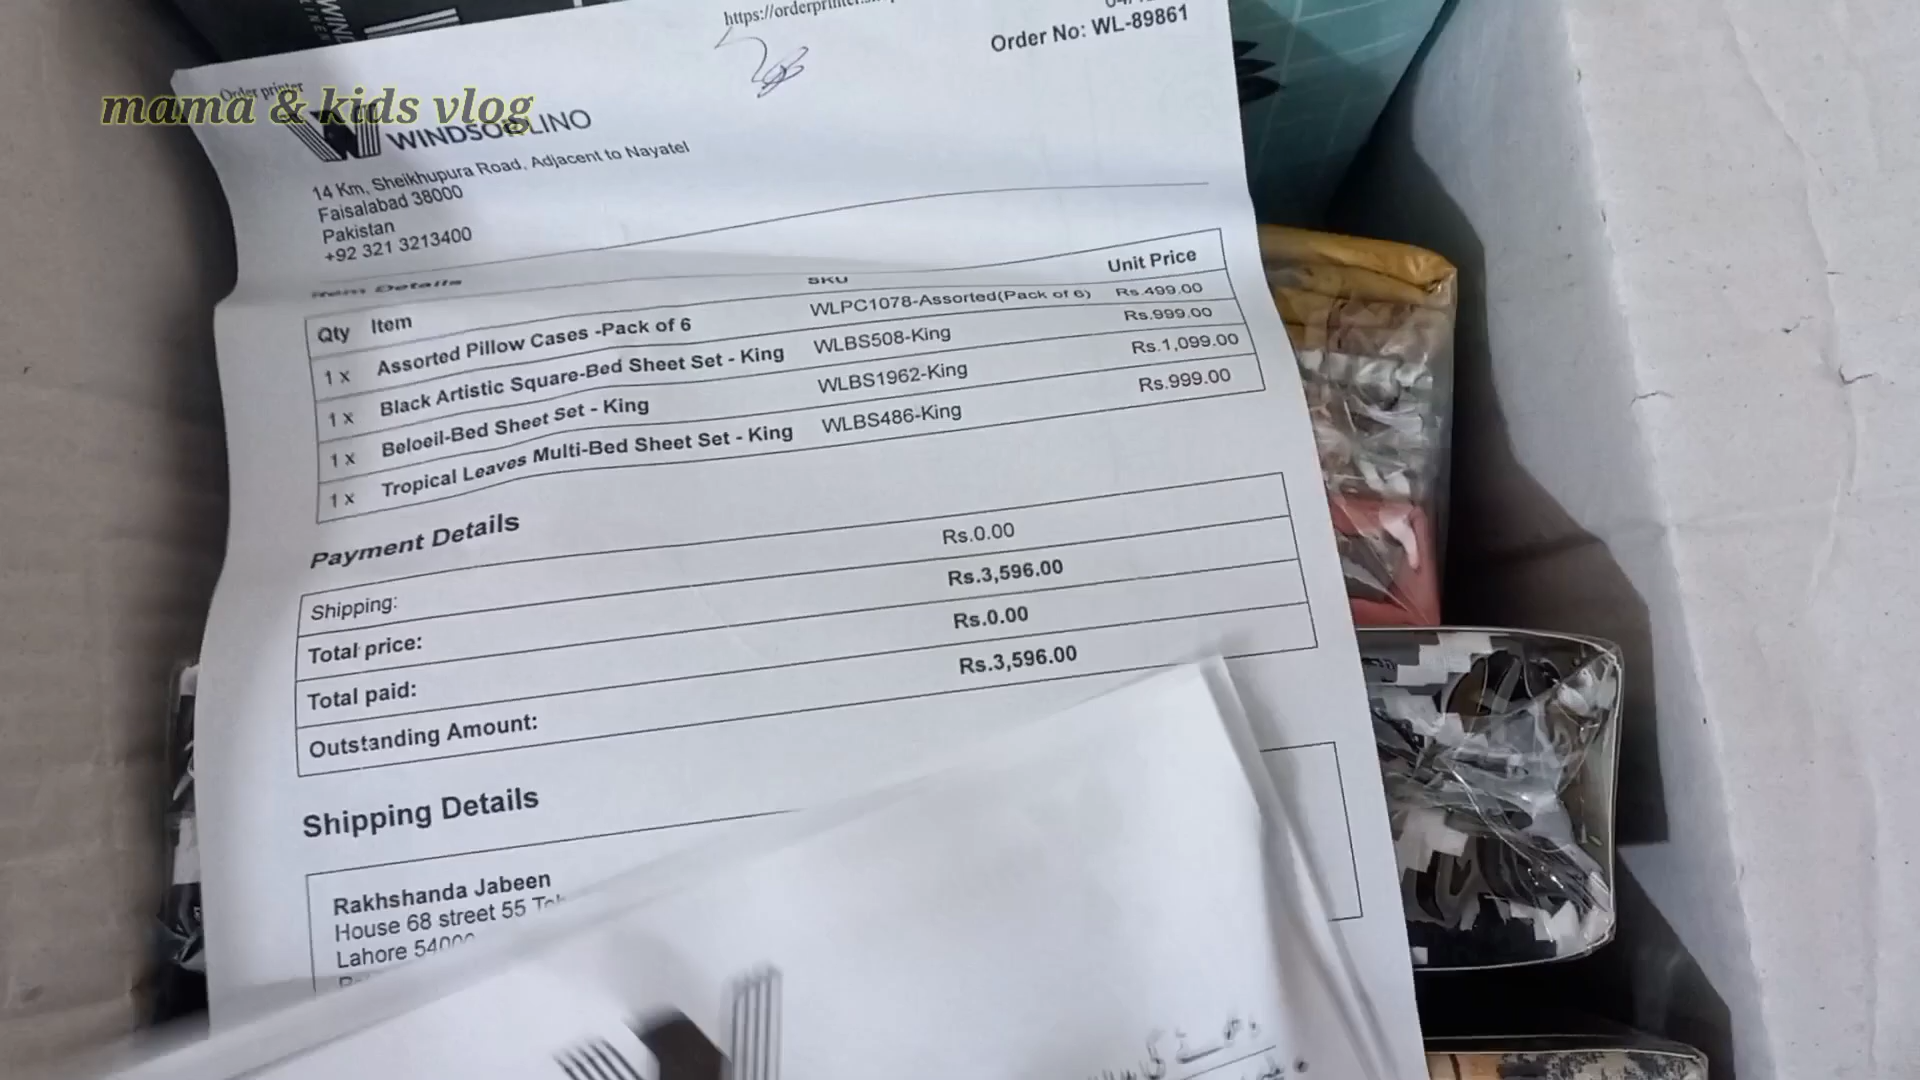 https://orderprinter
Order No: WL-89861
Order printer
mama & kids vlog
WINDSORLINO
14 Km, Sheikhupura Road, Adjacent to Nayatel
Faisalabad 38000
Pakistan
+92 321 3213400
Item Details
Qty Item SKU Unit Price
1 x Assorted Pillow Cases -Pack of 6 WLPC1078-Assorted(Pack of 6) Rs.499.00
1 x Black Artistic Square-Bed Sheet Set - King WLBS508-King Rs.999.00
1 x Beloeil-Bed Sheet Set - King WLBS1962-King Rs.1,099.00
1 x Tropical Leaves Multi-Bed Sheet Set - King WLBS486-King Rs.999.00
Payment Details
Shipping: Rs.0.00
Total price: Rs.3,596.00
Total paid: Rs.0.00
Outstanding Amount: Rs.3,596.00
Shipping Details
Rakhshanda Jabeen
House 68 street 55
Lahore 54000